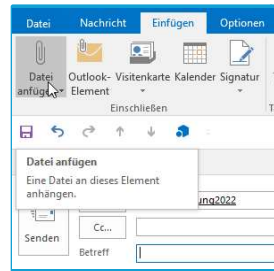 Datei Nachricht Einfügen Optionen
Datei anfügen
Outlook-Element
Visitenkarte
Kalender
Signatur
Einschließen
Datei anfügen
Eine Datei an dieses Element
anhängen.
ung2022
Cc...
Senden
Betreff